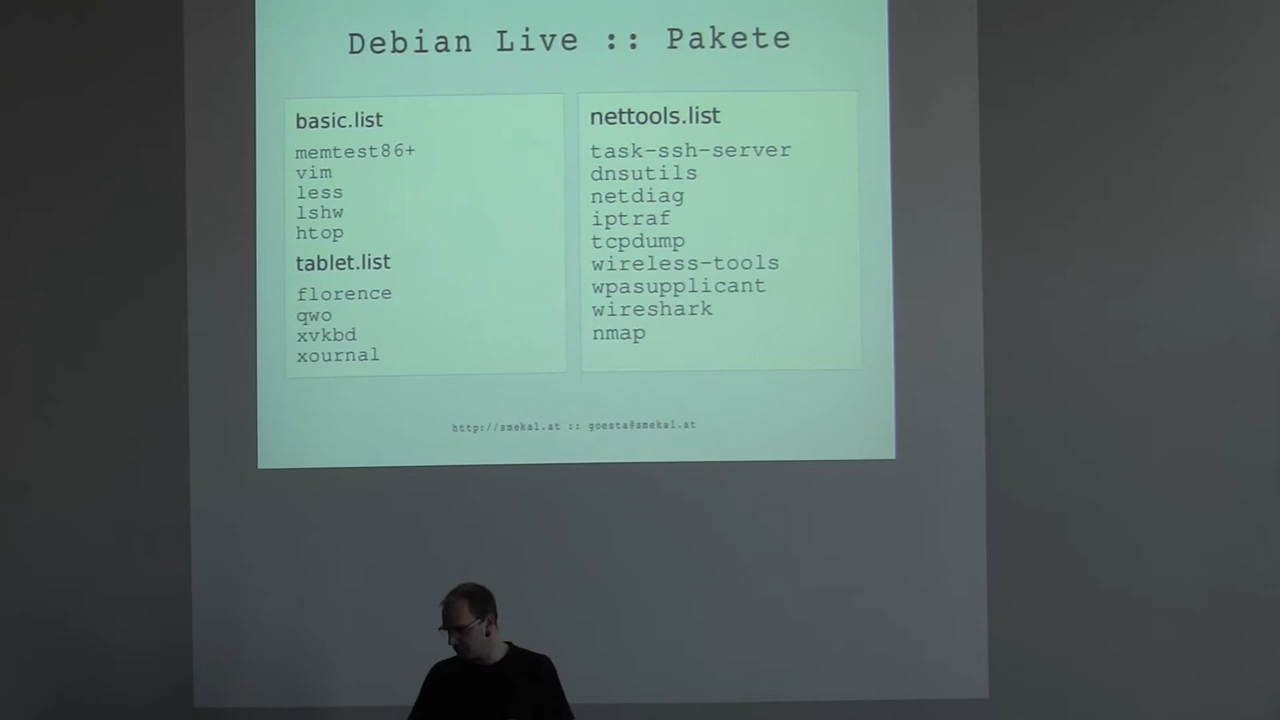 Debian Live :: Pakete
basic.list
memtest86+
vim
less
lshw
htop
tablet.list
florence
qwo
xvkbd
xournal
nettools.list
task-ssh-server
dnsutils
netdiag
iptraf
tcpdump
wireless-tools
wpasupplicant
wireshark
nmap
http://smekal.at :: goesta@smekal.at